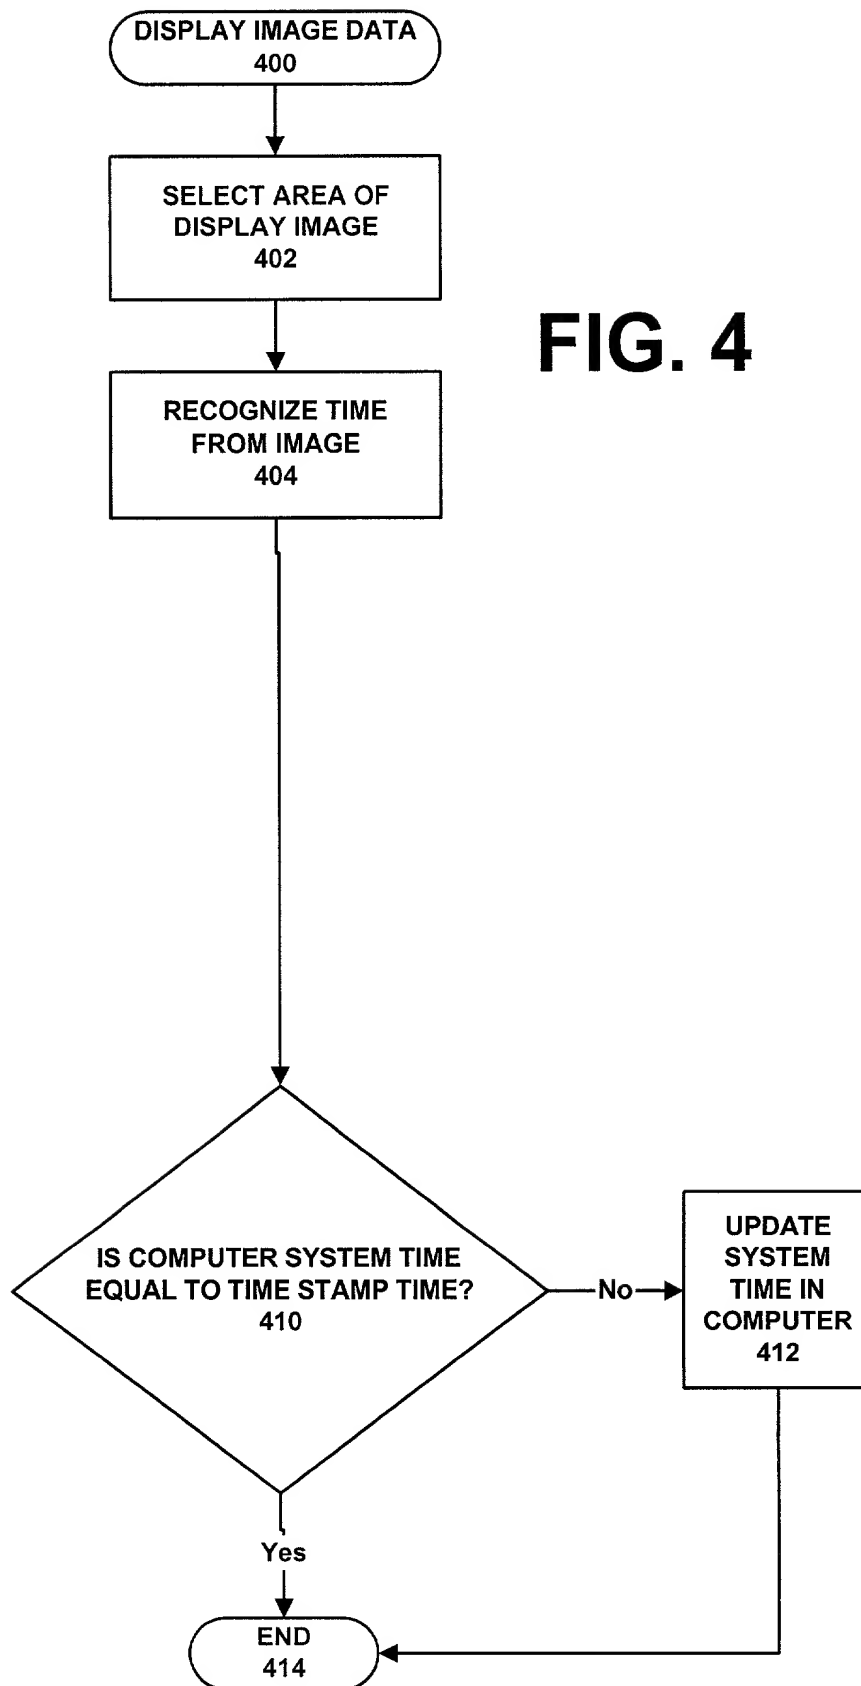 DISPLAY IMAGE DATA
400
SELECT AREA OF
DISPLAY IMAGE
402
FIG. 4
RECOGNIZE TIME
FROM IMAGE
404
IS COMPUTER SYSTEM TIME
EQUAL TO TIME STAMP TIME?
410
No
UPDATE
SYSTEM
TIME IN
COMPUTER
412
Yes
END
414